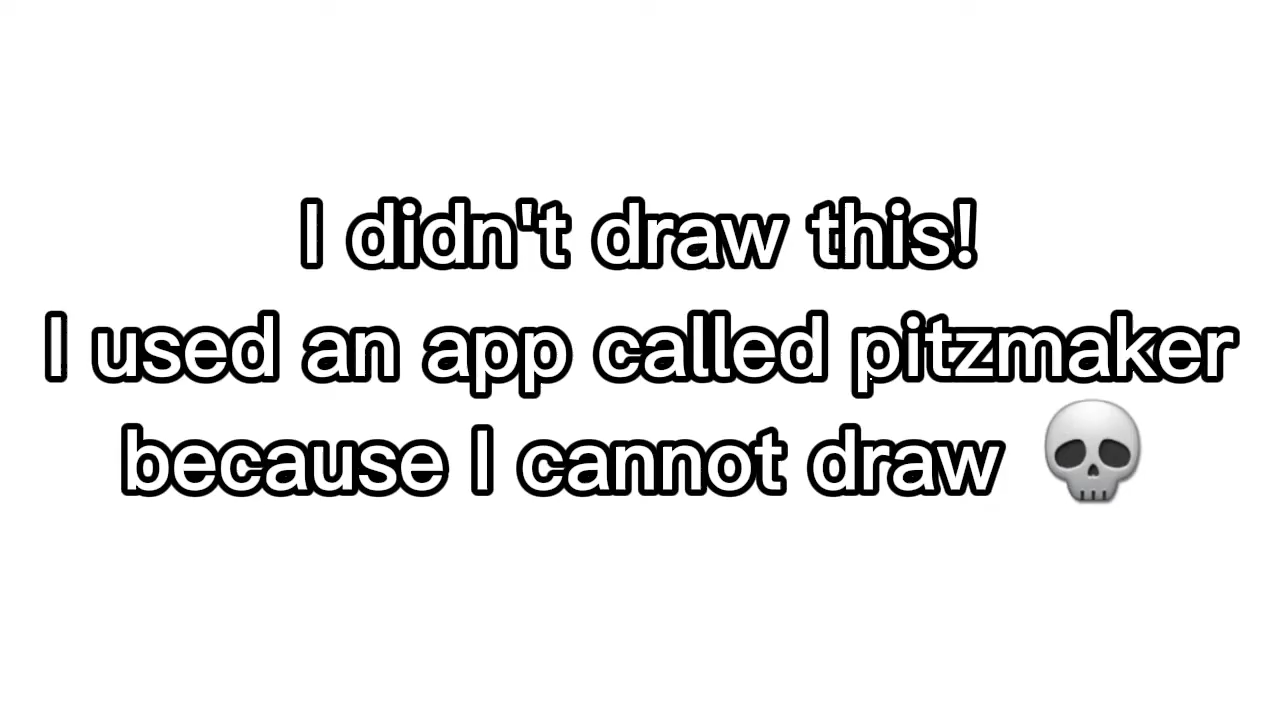 I didn't draw this!
I used an app called pitzmaker
because I cannot draw 💀